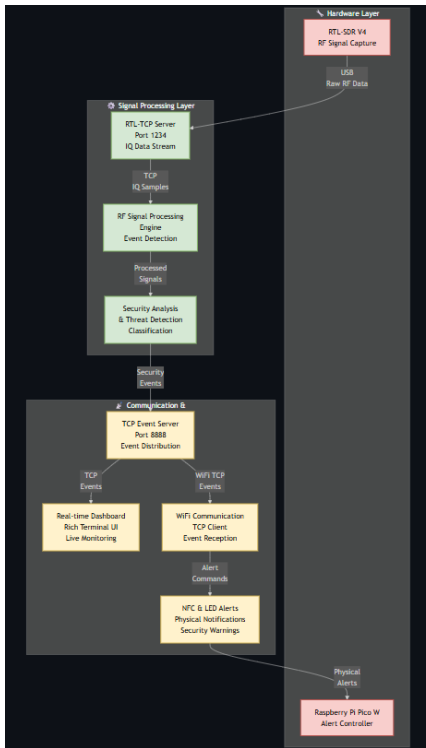 Hardware Layer
RTL-SDR V4
RF Signal Capture
USB
Raw RF Data
Signal Processing Layer
RTL-TCP Server
Port 1234
IQ Data Stream
TCP
IQ Samples
RF Signal Processing
Engine
Event Detection
Processed
Signals
Security Analysis
& Threat Detection
Classification
Security
Events
Communication &
TCP Event Server
Port 8888
Event Distribution
TCP
Events
WiFi TCP
Events
Real-time Dashboard
Rich Terminal UI
Live Monitoring
WiFi Communication
TCP Client
Event Reception
Alert
Commands
NFC & LED Alerts
Physical Notifications
Security Warnings
Physical
Alerts
Raspberry Pi Pico W
Alert Controller